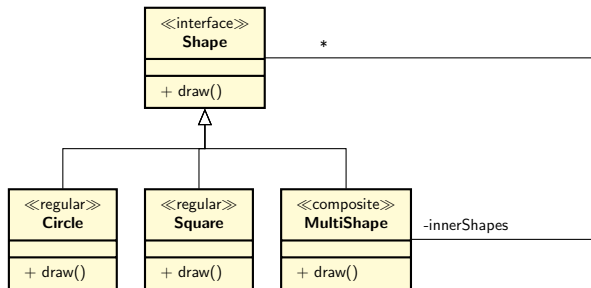 ≪interface≫
Shape
*
+ draw()
≪regular≫
Circle
+ draw()
≪regular≫
Square
+ draw()
≪composite≫
MultiShape
-innerShapes
+ draw()